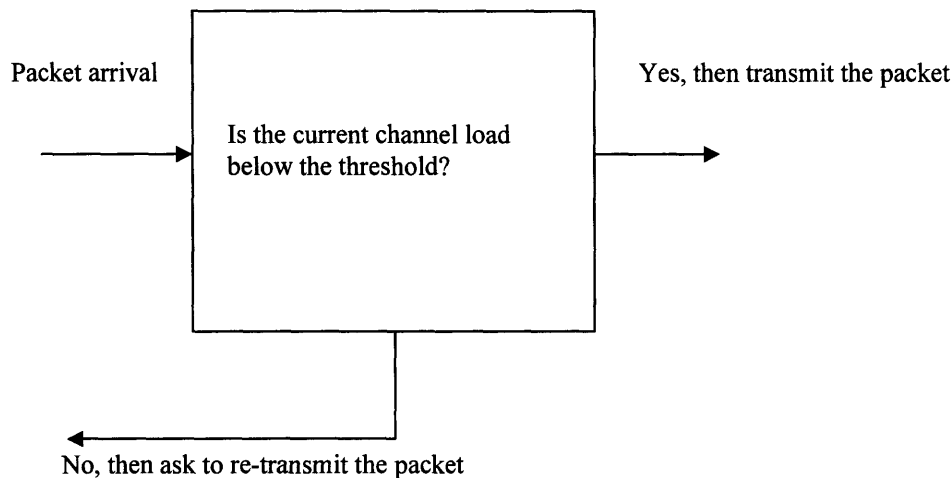 Packet arrival
Yes, then transmit the packet
Is the current channel load
below the threshold?
No, then ask to re-transmit the packet